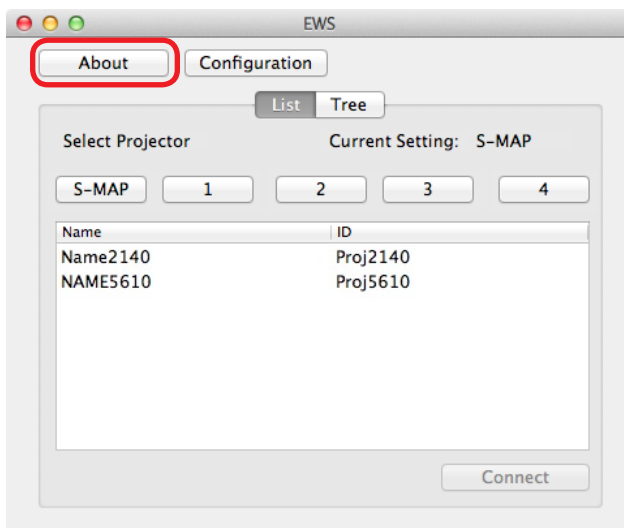 EWS
About Configuration
List Tree
Select Projector Current Setting: S-MAP
S-MAP 1 2 3 4
Name ID
Name2140 Proj2140
NAME5610 Proj5610
Connect